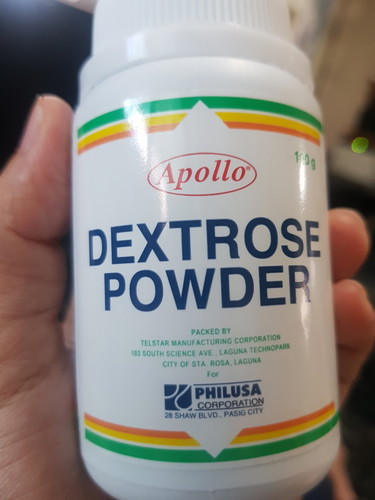 100 g
Apollo®
DEXTROSE
POWDER
PACKED BY
TELSTAR MANUFACTURING CORPORATION
103 SOUTH SCIENCE AVE., LAGUNA TECHNOPARK
CITY OF STA. ROSA, LAGUNA
For
PHILUSA
CORPORATION
28 SHAW BLVD., PASIG CITY